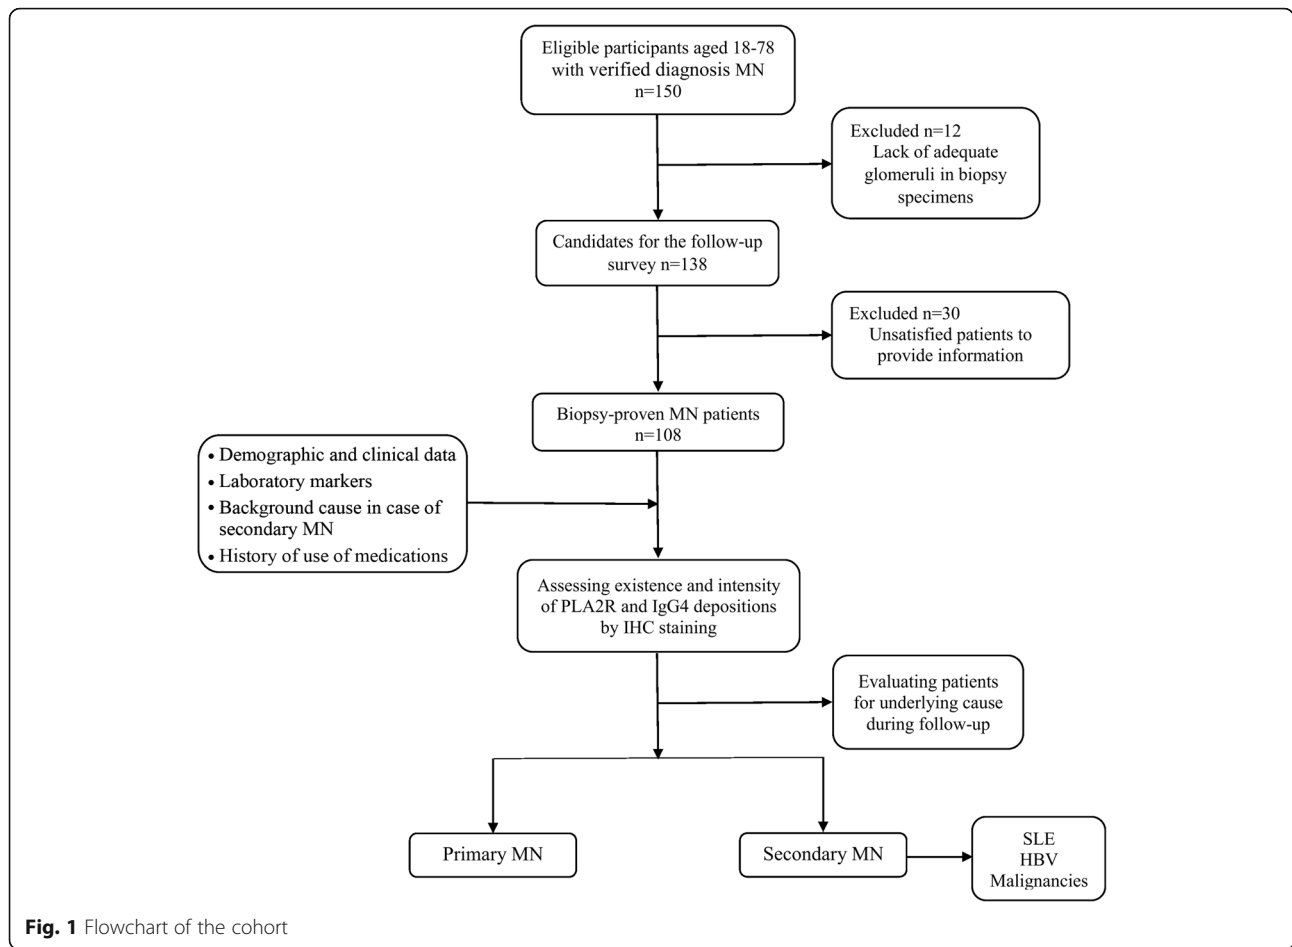 Eligible participants aged 18-78
with verified diagnosis MN
n=150
Excluded n=12
Lack of adequate
glomeruli in biopsy
specimens
Candidates for the follow-up
survey n=138
Excluded n=30
Unsatisfied patients to
provide information
Biopsy-proven MN patients
n=108
• Demographic and clinical data
• Laboratory markers
• Background cause in case of
secondary MN
• History of use of medications
Assessing existence and intensity
of PLA2R and IgG4 depositions
by IHC staining
Evaluating patients
for underlying cause
during follow-up
Primary MN
Secondary MN
SLE
HBV
Malignancies
Fig. 1 Flowchart of the cohort